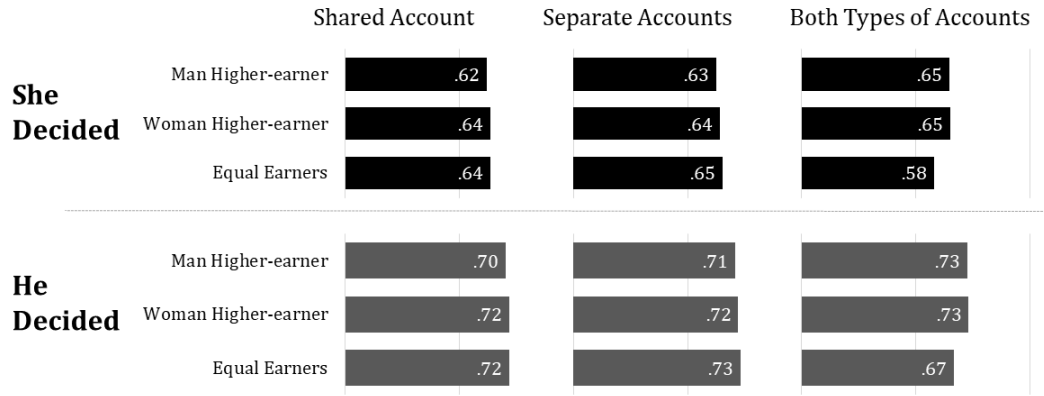 Shared Account Separate Accounts Both Types of Accounts
She
Decided
Man Higher-earner .62 .63 .65
Woman Higher-earner .64 .64 .65
Equal Earners .64 .65 .58
He
Decided
Man Higher-earner .70 .71 .73
Woman Higher-earner .72 .72 .73
Equal Earners .72 .73 .67